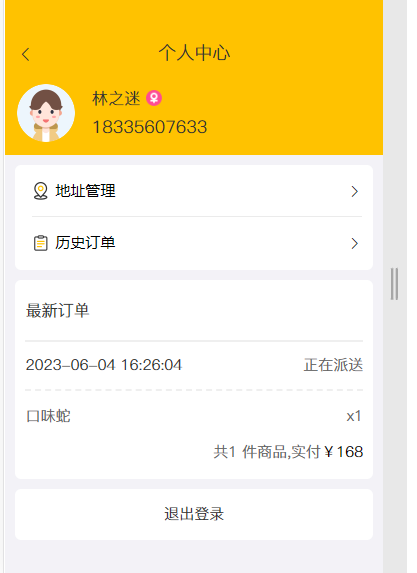 个人中心
林之迷
18335607633
地址管理
历史订单
最新订单
2023-06-04 16:26:04 正在派送
口味蛇 x1
共1 件商品,实付￥168
退出登录